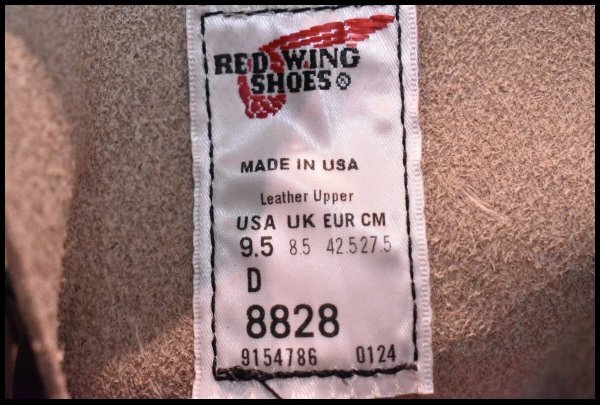 RED WING
SHOES®
MADE IN USA
Leather Upper
USA UK EUR CM
9.5 8.5 42.5 27.5
D
8828
9154786 0124